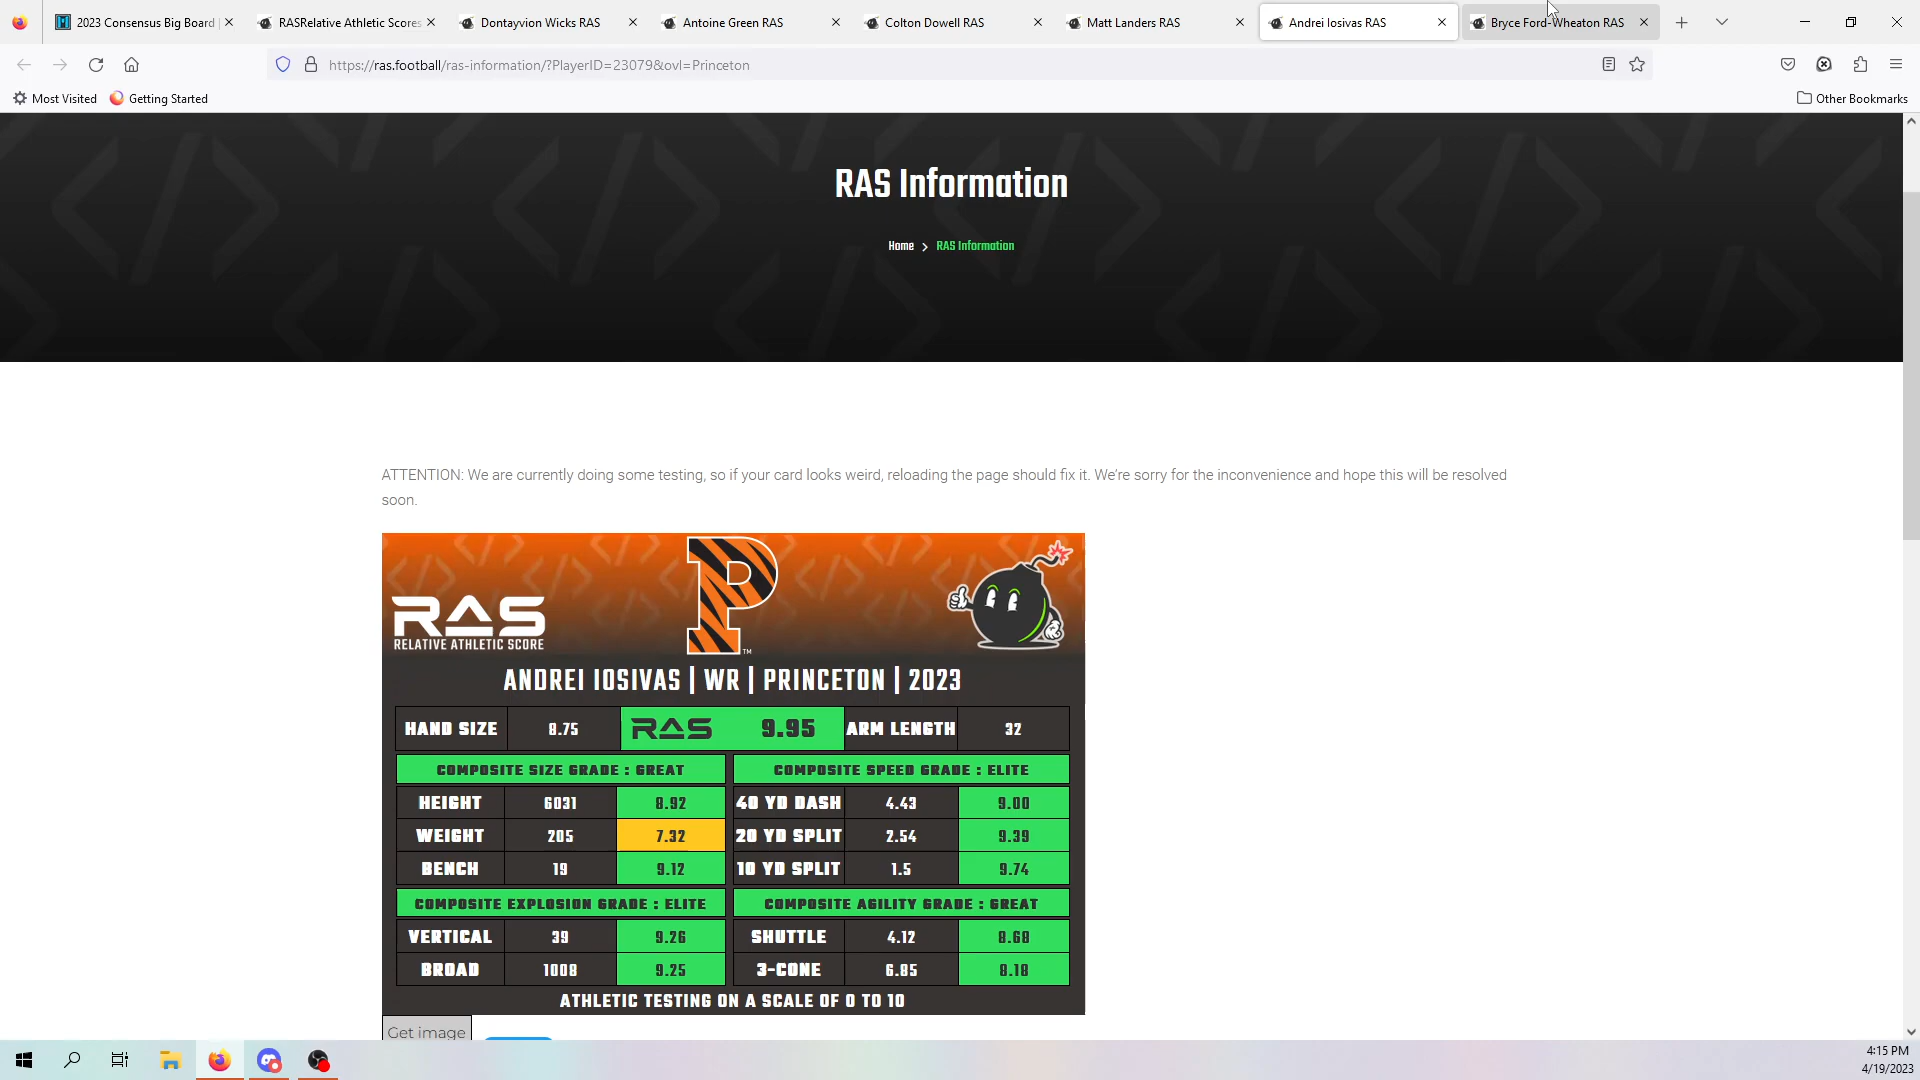 2023 Consensus Big Board
RASRelative Athletic Scores
Dontayvion Wicks RAS
Antoine Green RAS
Colton Dowell RAS
Matt Landers RAS
Andrei Iosivas RAS
Bryce Ford-Wheaton RAS
https://ras.football/ras-information/?PlayerID=23079&ovl=Princeton
Most Visited
Getting Started
Other Bookmarks
RAS Information
Home > RAS Information
ATTENTION: We are currently doing some testing, so if your card looks weird, reloading the page should fix it. We're sorry for the inconvenience and hope this will be resolved
soon.
P
TM
RAS
RELATIVE ATHLETIC SCORE
ANDREI IOSIVAS | WR | PRINCETON | 2023
HAND SIZE 8.75 RAS 9.95 ARM LENGTH 32
COMPOSITE SIZE GRADE : GREAT COMPOSITE SPEED GRADE : ELITE
HEIGHT 6031 8.92 40 YD DASH 4.43 9.00
WEIGHT 205 7.32 20 YD SPLIT 2.54 9.39
BENCH 19 9.12 10 YD SPLIT 1.5 9.74
COMPOSITE EXPLOSION GRADE : ELITE COMPOSITE AGILITY GRADE : GREAT
VERTICAL 39 9.26 SHUTTLE 4.12 8.68
BROAD 1008 9.25 3-CONE 6.85 8.18
ATHLETIC TESTING ON A SCALE OF 0 TO 10
Get image
4:15 PM
4/19/2023